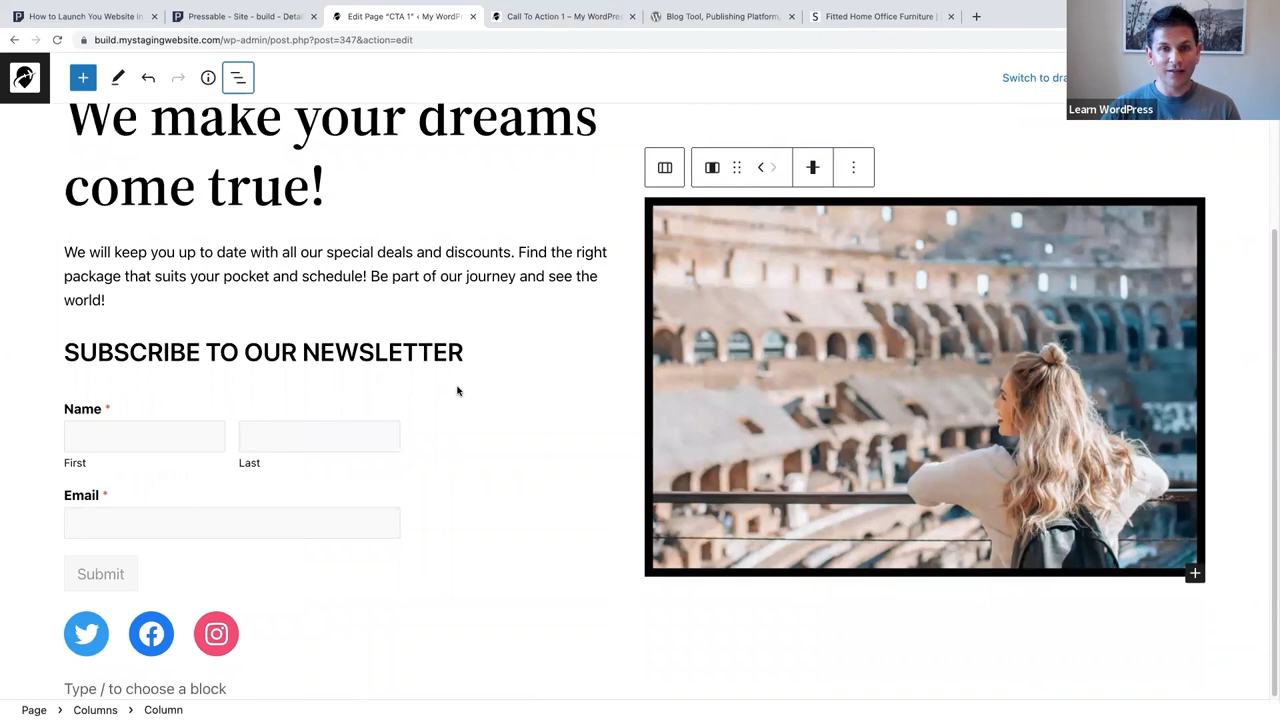 How to Launch You Website in
Pressable - Site - build - Detai
Edit Page "CTA 1" ‹ My WordPr
Call To Action 1 – My WordPres
Blog Tool, Publishing Platform,
Fitted Home Office Furniture |
build.mystagingwebsite.com/wp-admin/post.php?post=347&action=edit
Switch to dra
Learn WordPress
We make your dreams
come true!
We will keep you up to date with all our special deals and discounts. Find the right
package that suits your pocket and schedule! Be part of our journey and see the
world!
SUBSCRIBE TO OUR NEWSLETTER
Name *
First
Last
Email *
Submit
Type / to choose a block
Page > Columns > Column